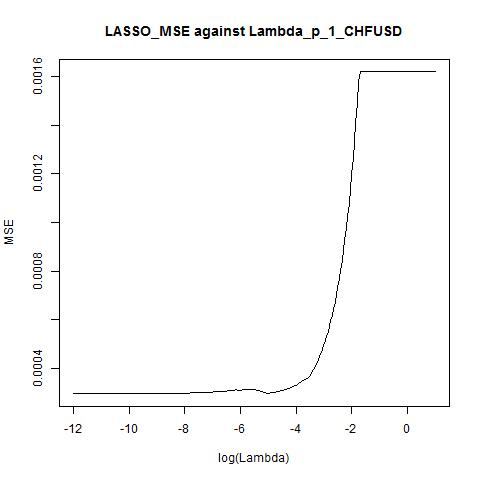 LASSO_MSE against Lambda_p_1_CHFUSD
MSE
0.0016
0.0012
0.0008
0.0004
-12 -10 -8 -6 -4 -2 0
log(Lambda)